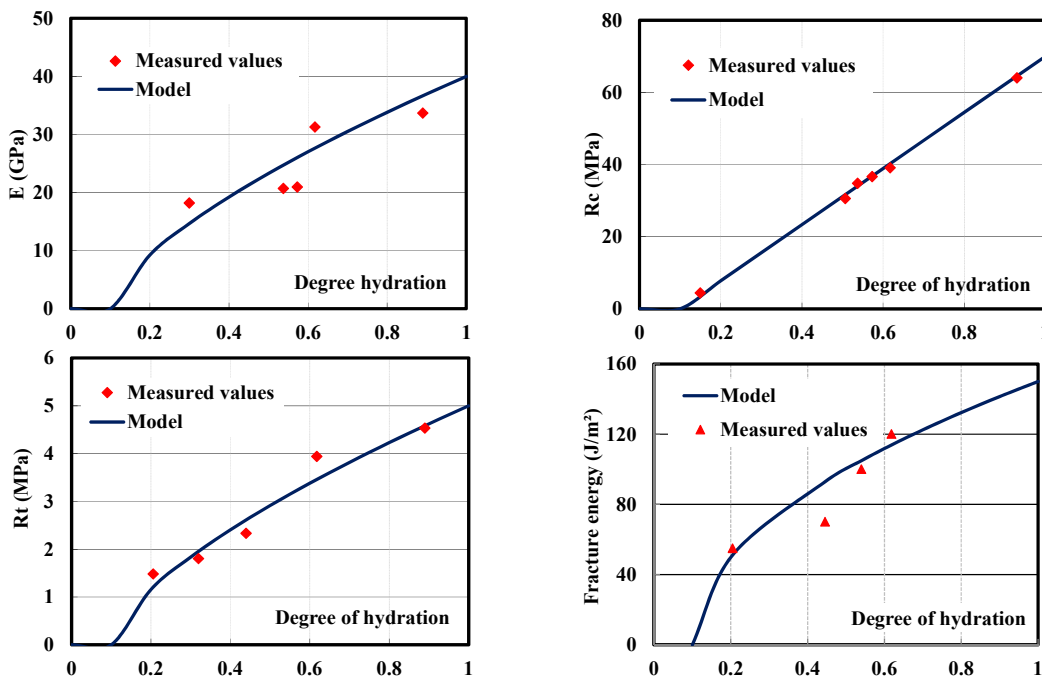 50
40
30
20
10
0
E (GPa)
Measured values
Model
Degree hydration
0 0.2 0.4 0.6 0.8 1
80
60
40
20
0
Rc (MPa)
Measured values
Model
Degree of hydration
0 0.2 0.4 0.6 0.8 1
6
5
4
3
2
1
0
Rt (MPa)
Measured values
Model
Degree of hydration
0 0.2 0.4 0.6 0.8 1
160
120
80
40
0
Fracture energy (J/m²)
Model
Measured values
Degree of hydration
0 0.2 0.4 0.6 0.8 1